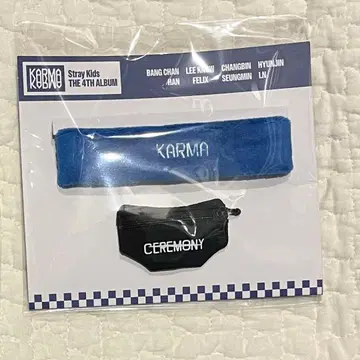 KARMA
KARMA
Stray Kids
THE 4TH ALBUM
BANG CHAN LEE KNOW CHANGBIN HYUNJIN
HAN FELIX SEUNGMIN I.N
KARMA
CEREMONY